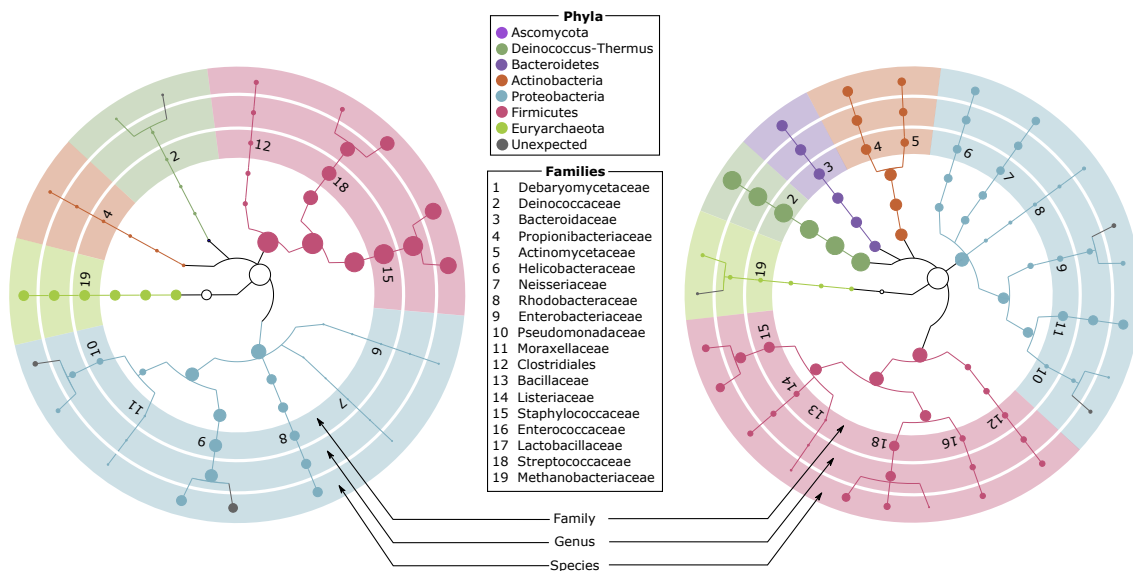 Phyla
Ascomycota
Deinococcus-Thermus
Bacteroidetes
Actinobacteria
Proteobacteria
Firmicutes
Euryarchaeota
Unexpected
Families
1 Debaryomycetaceae
2 Deinococcaceae
3 Bacteroidaceae
4 Propionibacteriaceae
5 Actinomycetaceae
6 Helicobacteraceae
7 Neisseriaceae
8 Rhodobacteraceae
9 Enterobacteriaceae
10 Pseudomonadaceae
11 Moraxellaceae
12 Clostridiales
13 Bacillaceae
14 Listeriaceae
15 Staphylococcaceae
16 Enterococcaceae
17 Lactobacillaceae
18 Streptococcaceae
19 Methanobacteriaceae
Family
Genus
Species
2
12
18
4
19
15
10
11
9
8
7
6
2
3
4
5
6
7
8
9
19
15
14
13
18
16
12
10
11